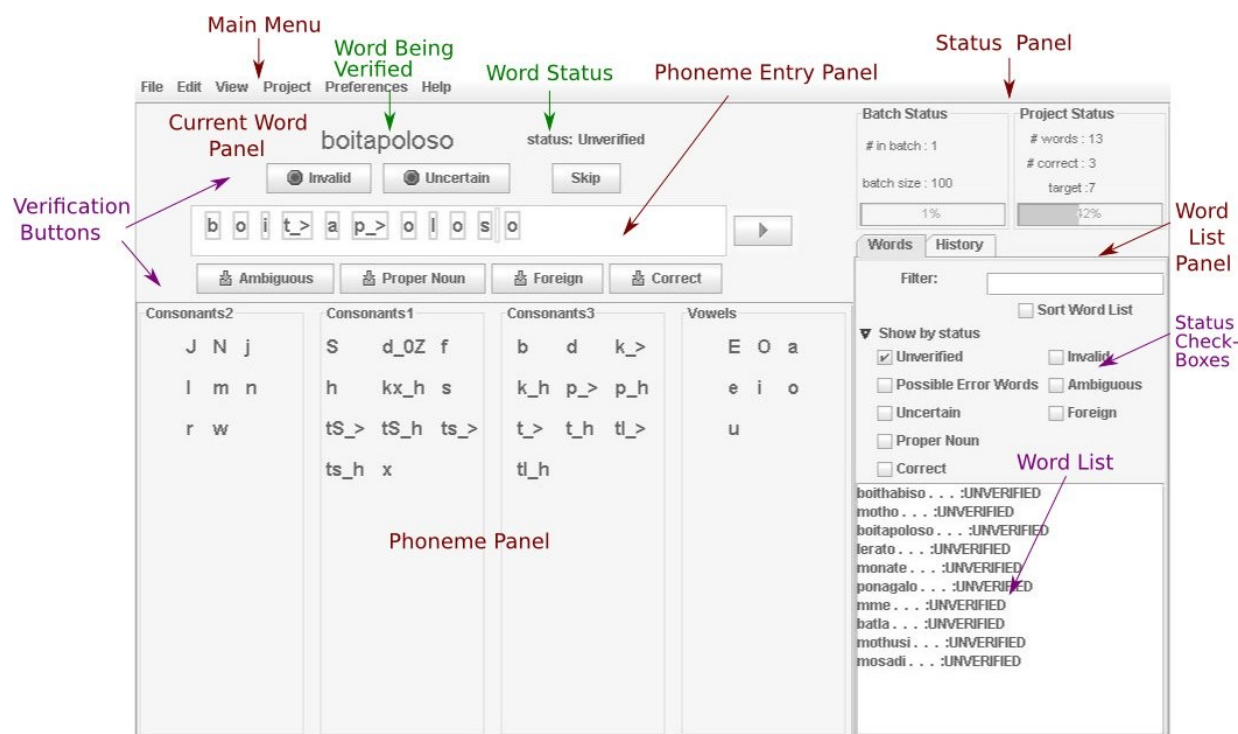 Main Menu
Word Being
Verified
Word Status
Phoneme Entry Panel
Status Panel
File Edit View Project Preferences Help
Current Word
Panel
boitapoloso
status: Unverified
Invalid Uncertain Skip
Verification
Buttons
b o i t_> a p_> o l o s o
Ambiguous Proper Noun Foreign Correct
Batch Status
# in batch : 1
batch size : 100
1%
Project Status
# words : 13
# correct : 3
target :7
42%
Word
List
Panel
Words History
Filter:
Sort Word List
Show by status
Unverified Invalid
Possible Error Words Ambiguous
Uncertain Foreign
Proper Noun
Correct
Status
Check-
Boxes
Word List
boithabiso . . . :UNVERIFIED
motho . . . :UNVERIFIED
boitapoloso . . . :UNVERIFIED
lerato . . . :UNVERIFIED
monate . . . :UNVERIFIED
ponagalo . . . :UNVERIFIED
mme . . . :UNVERIFIED
batla . . . :UNVERIFIED
mothusi . . . :UNVERIFIED
mosadi . . . :UNVERIFIED
Consonants2
J N j
l m n
r w
Consonants1
S d_0Z f
h kx_h s
tS_> tS_h ts_>
ts_h x
Consonants3
b d k_>
k_h p_> p_h
t_> t_h tl_>
tl_h
Vowels
E O a
e i o
u
Phoneme Panel